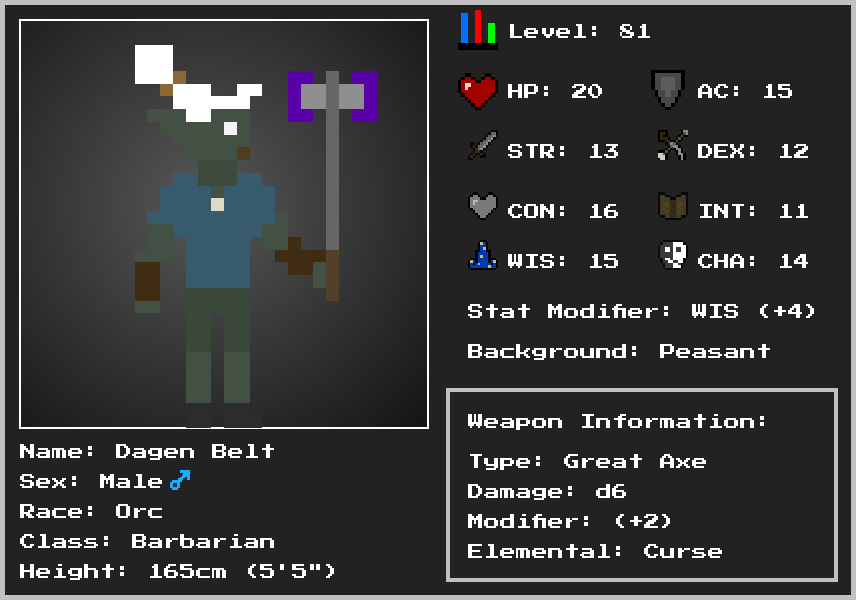 Level: 81
HP: 20
AC: 15
STR: 13
DEX: 12
CON: 16
INT: 11
WIS: 15
CHA: 14
Stat Modifier: WIS (+4)
Background: Peasant
Weapon Information:
Type: Great Axe
Damage: d6
Modifier: (+2)
Elemental: Curse
Name: Dagen Belt
Sex: Male ♂
Race: Orc
Class: Barbarian
Height: 165cm (5'5")